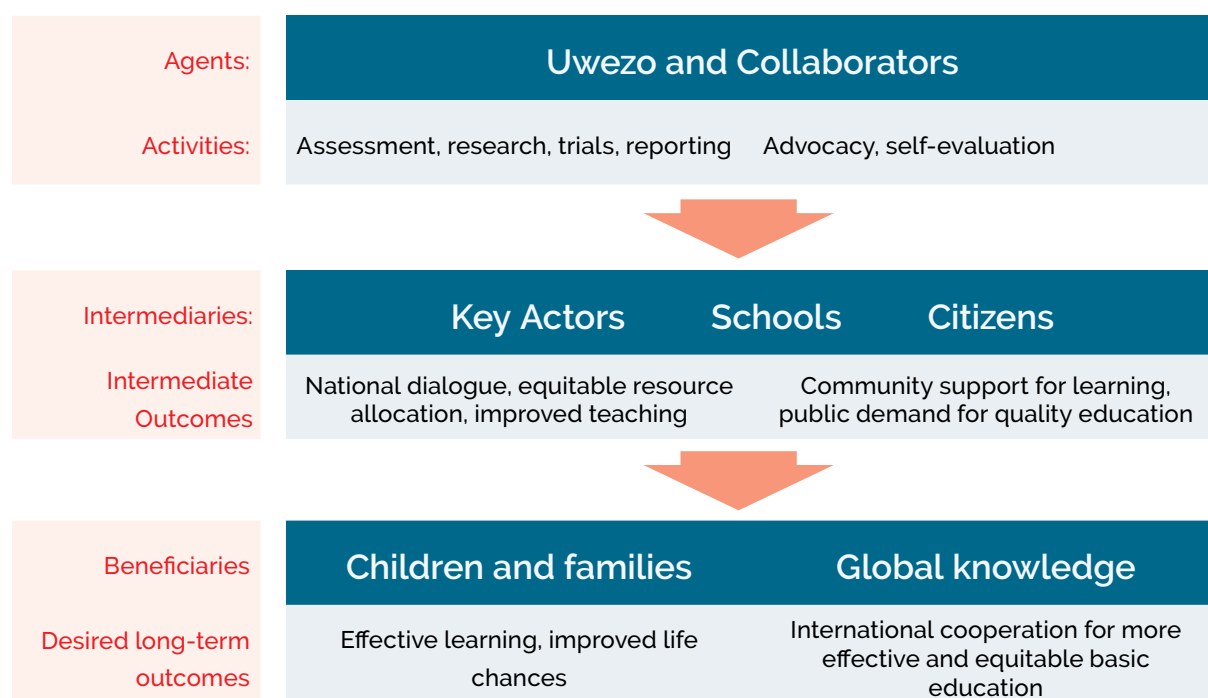 Agents:
Uwezo and Collaborators
Activities:
Assessment, research, trials, reporting
Advocacy, self-evaluation
Intermediaries:
Key Actors
Schools
Citizens
Intermediate
Outcomes
National dialogue, equitable resource
allocation, improved teaching
Community support for learning,
public demand for quality education
Beneficiaries
Children and families
Global knowledge
Desired long-term
outcomes
Effective learning, improved life
chances
International cooperation for more
effective and equitable basic
education